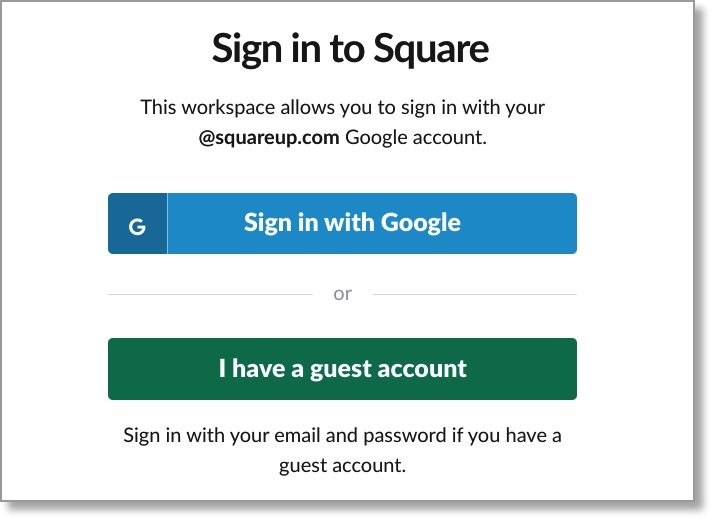 Sign in to Square
This workspace allows you to sign in with your
@squareup.com Google account.
G
Sign in with Google
or
I have a guest account
Sign in with your email and password if you have a
guest account.